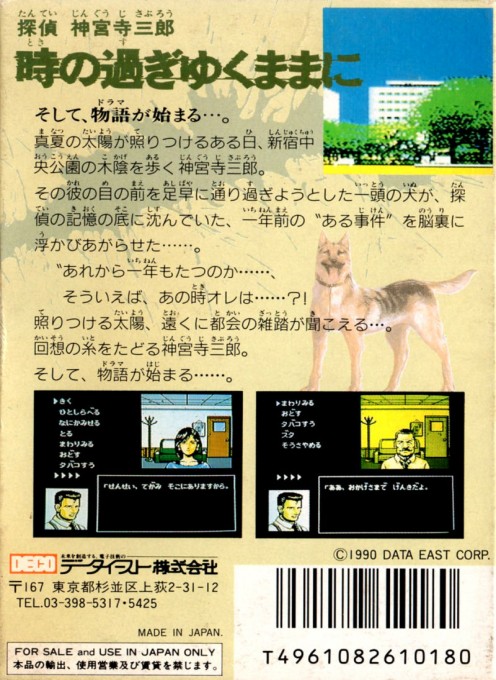 探偵 神宮寺三郎
時の過ぎゆくままに
そして、物語が始まる…。
真夏の太陽が照りつけるある日、新宿中
央公園の木陰を歩く神宮寺三郎。
その彼の目の前を足早に通り過ぎようとした一頭の犬が、探
偵の記憶の底に沈んでいた、一年前の〝ある事件〟を脳裏に
浮かびあがらせた……。
〝あれから一年もたつのか……、
そういえば、あの時オレは……?!
照りつける太陽、遠くに都会の雑踏が聞こえる…。
回想の糸をたどる神宮寺三郎。
そして、物語が始まる……。
▶きく
ひとしらべる
なにかみせる
とる
まわりみる
おどす
タバコすう
▶▶▶▶
「せんせい。てがみ そこにありますから。
▶まわりみる
おどす
タバコすう
スタ
そうさやめる
▶▶▶▶
「ああ、おかげさまで げんきだよ。
©1990 DATA EAST CORP.
DECO 未来を創造する、電子技術の データイースト株式会社
〒167 東京都杉並区上荻2-31-12
TEL.03-398-5317・5425
MADE IN JAPAN.
FOR SALE and USE IN JAPAN ONLY
本品の輸出、使用営業及び賃貸を禁じます。
T4961082610180